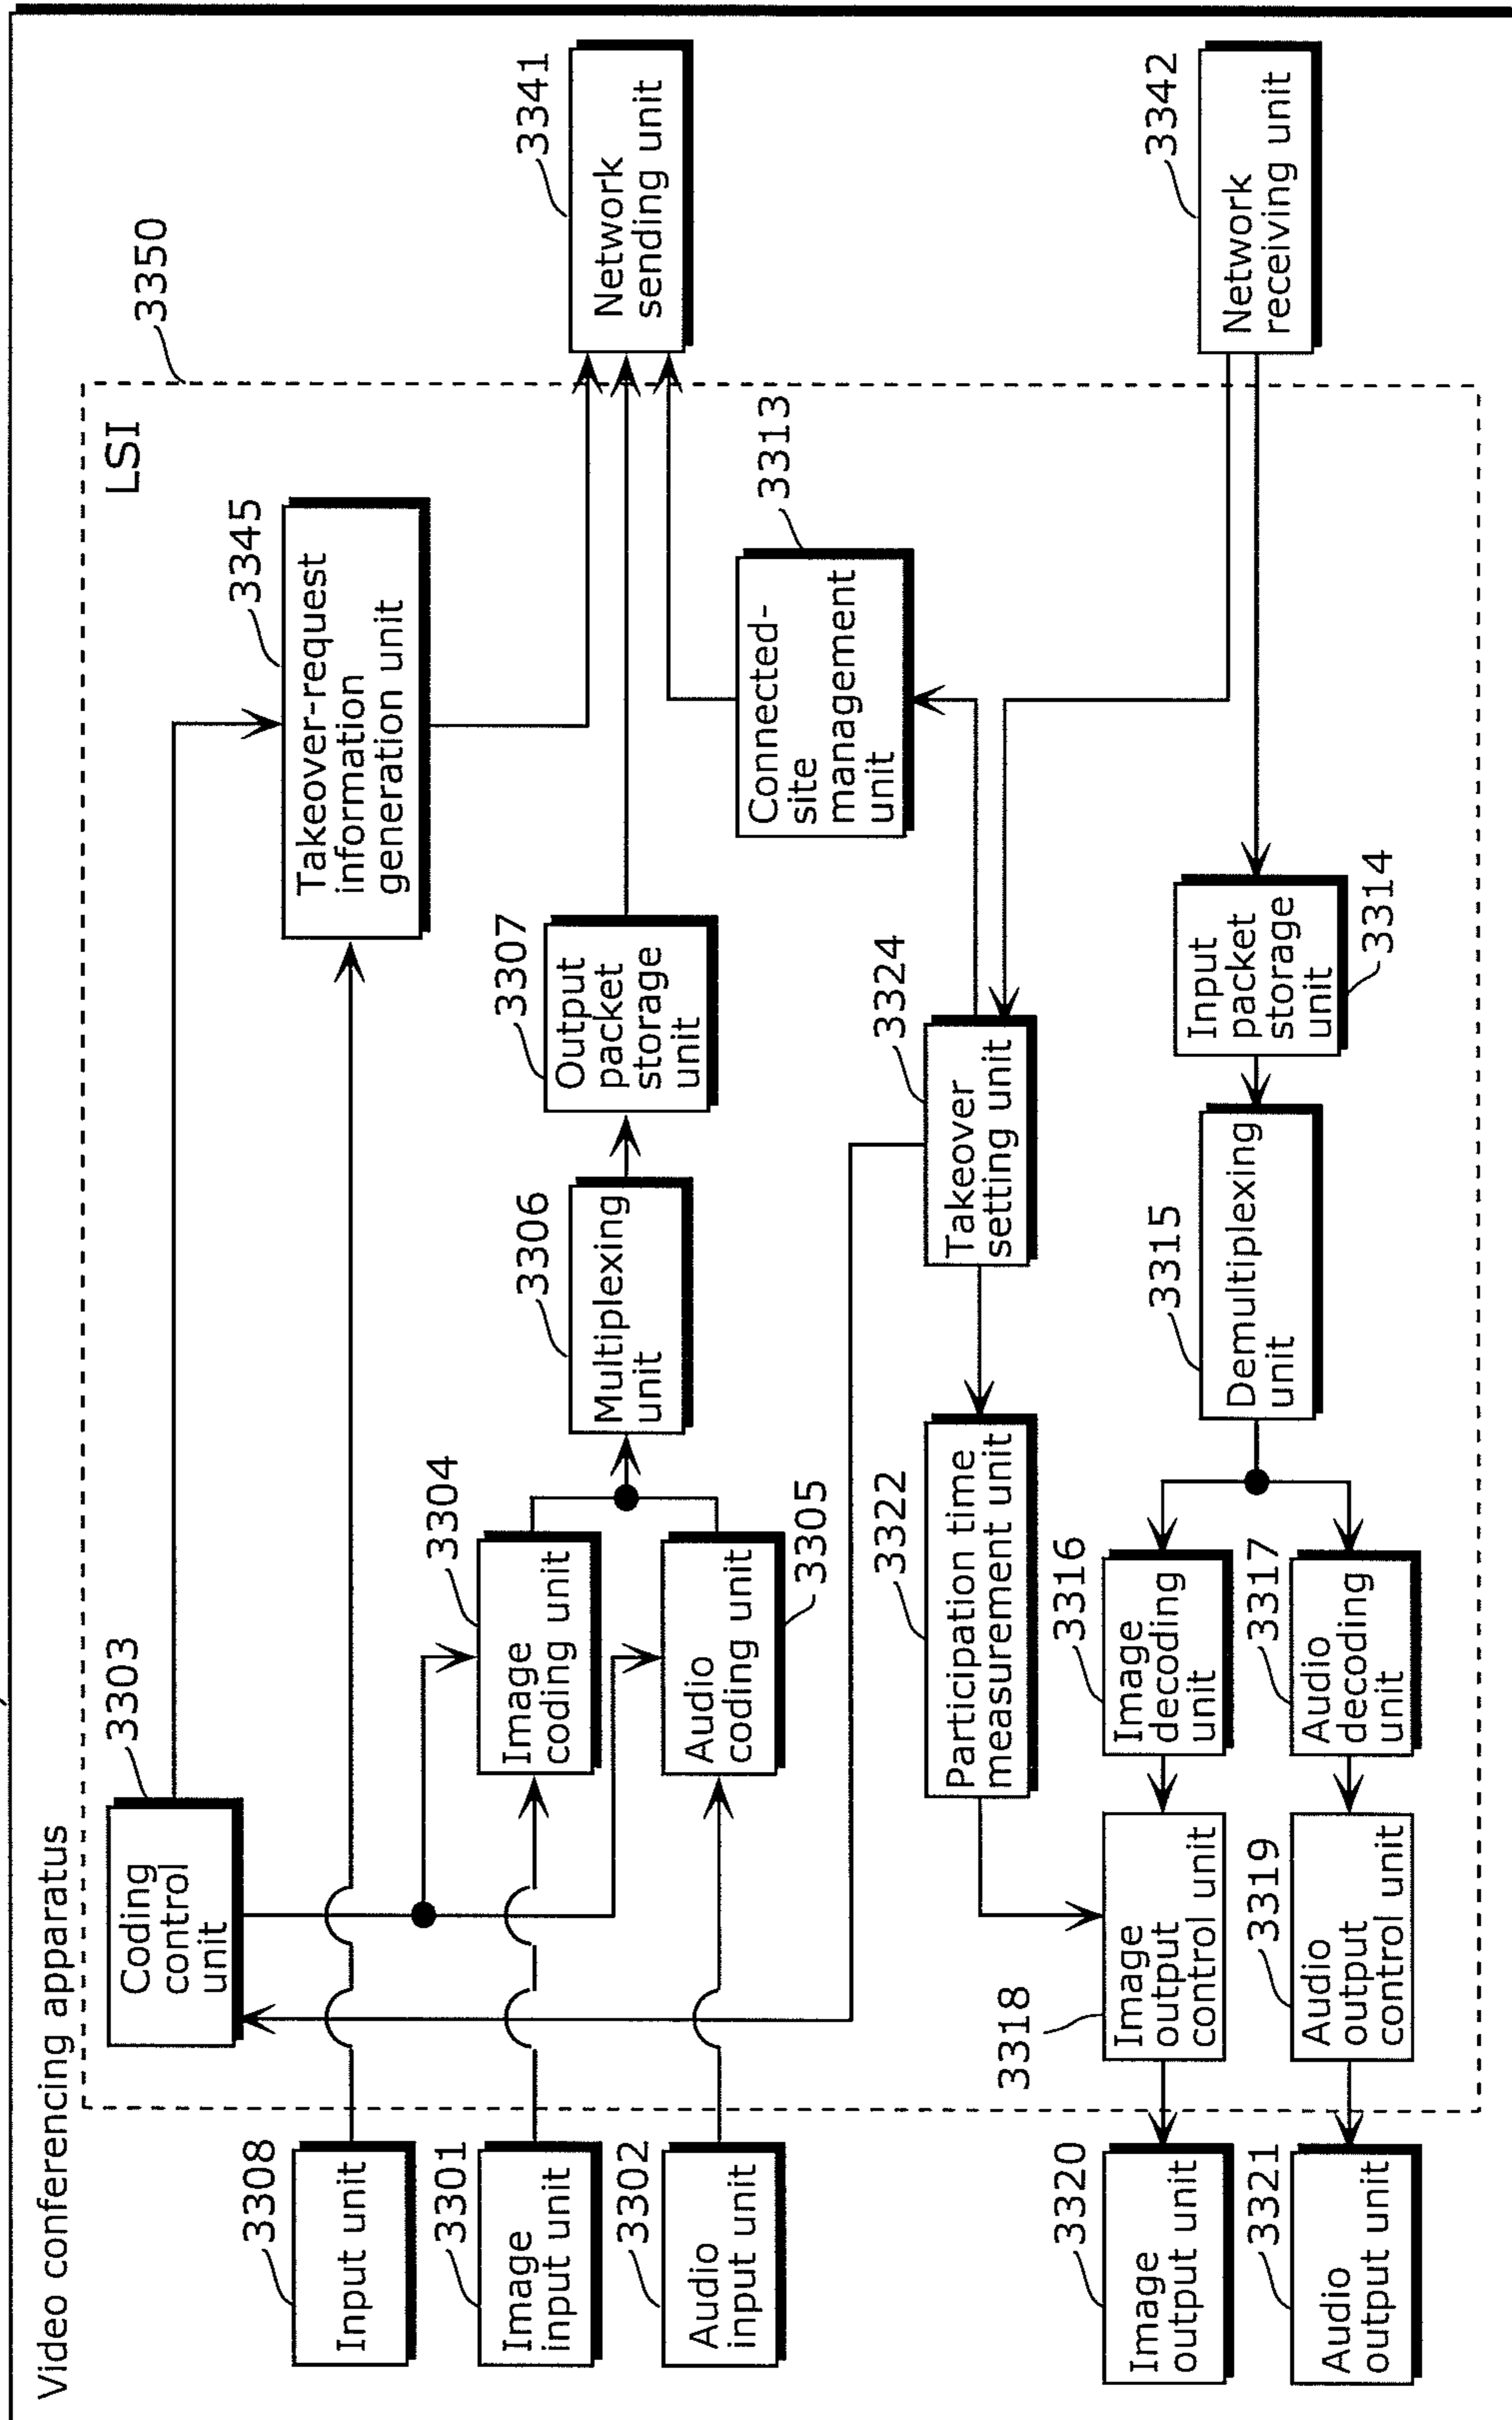 Video conferencing apparatus
3350
LSI
3303
Coding
control
unit
3345
Takeover-request
information
generation unit
3308
Input unit
3301
Image
input unit
3302
Audio
input unit
3304
Image
coding unit
3305
Audio
coding unit
3306
Multiplexing
unit
3307
Output
packet
storage
unit
3341
Network
sending unit
3313
Connected-
site
management
unit
3324
Takeover
setting unit
3322
Participation time
measurement unit
3342
Network
receiving unit
3314
Input
packet
storage
unit
3315
Demultiplexing
unit
3316
Image
decoding
unit
3317
Audio
decoding
unit
3318
Image
output
control unit
3319
Audio
output
control unit
3320
Image
output unit
3321
Audio
output unit